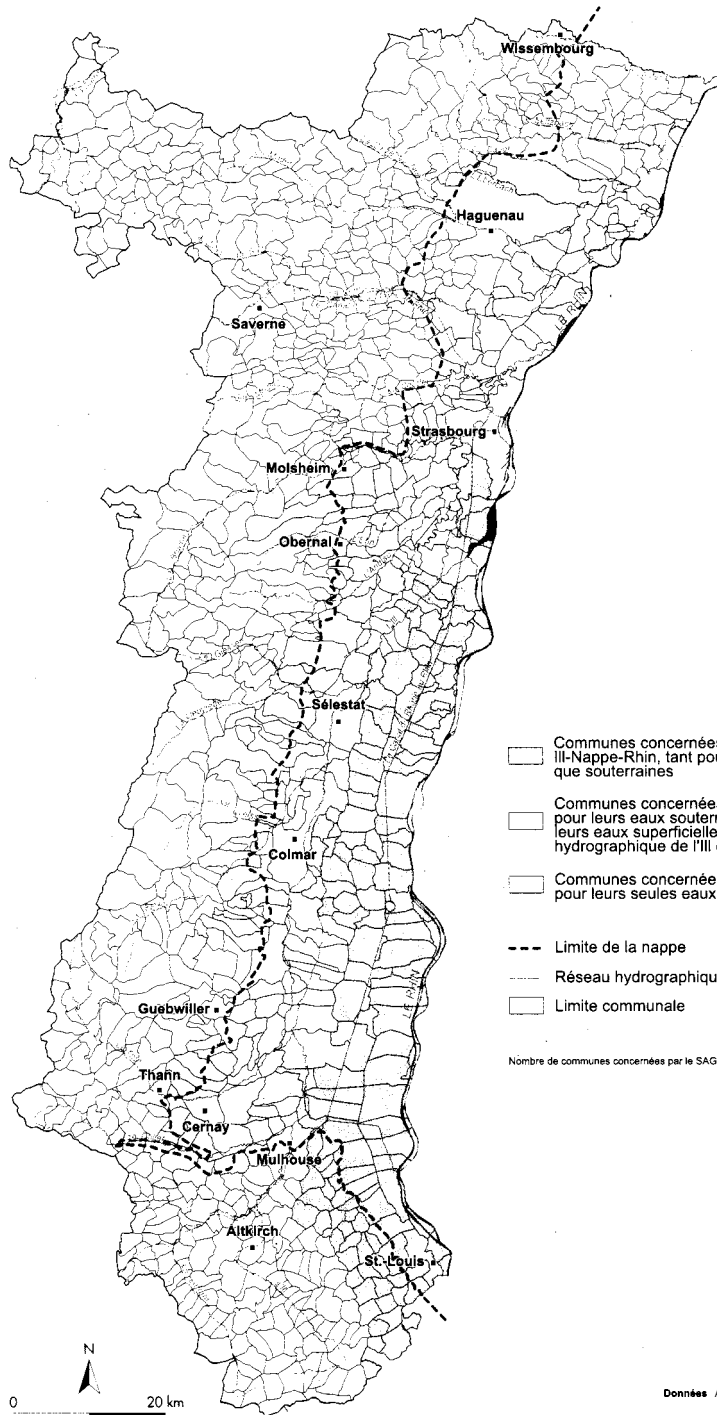 Wissembourg
Haguenau
LE RHIN
Saverne
Strasbourg
Molsheim
Obernai
Sélestat
Communes concernées
Ill-Nappe-Rhin, tant pou
que souterraines
Communes concernées
pour leurs eaux souterr
leurs eaux superficielle
hydrographique de l'Ill
Colmar
Communes concernée
pour leurs seules eaux
Limite de la nappe
LE RHIN
Réseau hydrographiqu
Guebwiller
Limite communale
Nombre de communes concernées par le SAG
Thann
Cernay
Mulhouse
Altkirch
St.-Louis
N
0 20 km
Données